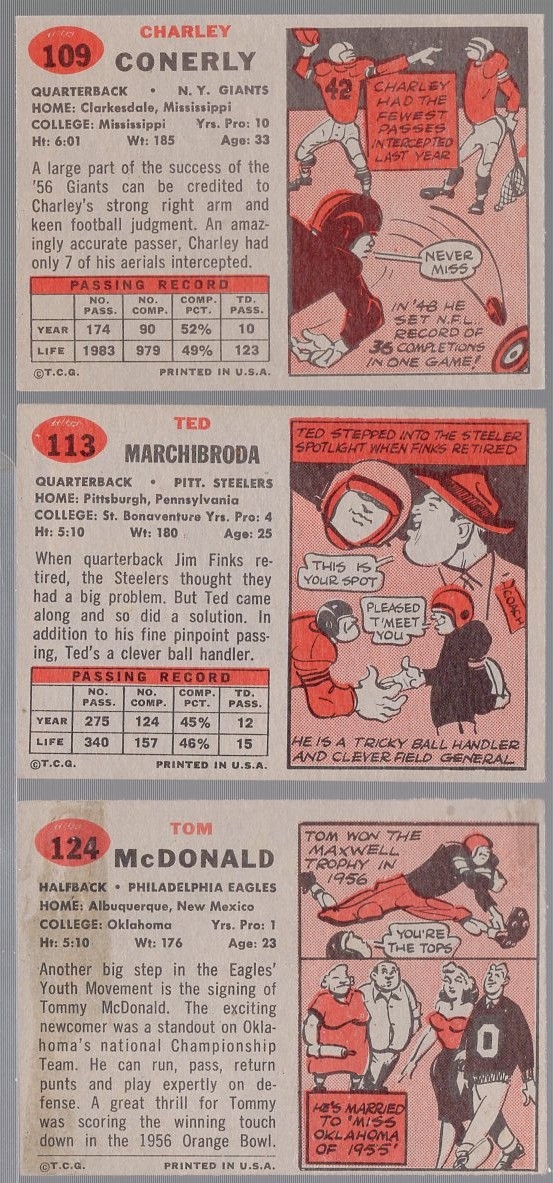 109
CHARLEY
CONERLY
QUARTERBACK • N. Y. GIANTS
HOME: Clarkesdale, Mississippi
COLLEGE: Mississippi Yrs. Pro: 10
Ht: 6:01 Wt: 185 Age: 33
A large part of the success of the
'56 Giants can be credited to
Charley's strong right arm and
keen football judgment. An amaz-
ingly accurate passer, Charley had
only 7 of his aerials intercepted.
PASSING RECORD
NO. PASS. NO. COMP. COMP. PCT. TD. PASS.
YEAR 174 90 52% 10
LIFE 1983 979 49% 123
©T.C.G. PRINTED IN U.S.A.
42
CHARLEY
HAD THE
FEWEST
PASSES
INTERCEPTED
LAST YEAR
NEVER
MISS
IN '48 HE
SET N.F.L.
RECORD OF
36 COMPLETIONS
IN ONE GAME!
113
TED
MARCHIBRODA
QUARTERBACK • PITT. STEELERS
HOME: Pittsburgh, Pennsylvania
COLLEGE: St. Bonaventure Yrs. Pro: 4
Ht: 5:10 Wt: 180 Age: 25
When quarterback Jim Finks re-
tired, the Steelers thought they
had a big problem. But Ted came
along and so did a solution. In
addition to his fine pinpoint pass-
ing, Ted's a clever ball handler.
PASSING RECORD
NO. PASS. NO. COMP. COMP. PCT. TD. PASS.
YEAR 275 124 45% 12
LIFE 340 157 46% 15
©T.C.G. PRINTED IN U.S.A.
TED STEPPED INTO THE STEELER
SPOTLIGHT WHEN FINKS RETIRED
THIS IS
YOUR SPOT
COACH
PLEASED
T'MEET
YOU
HE IS A TRICKY BALL HANDLER
AND CLEVER FIELD GENERAL
124
TOM
McDONALD
HALFBACK • PHILADELPHIA EAGLES
HOME: Albuquerque, New Mexico
COLLEGE: Oklahoma Yrs. Pro: 1
Ht: 5:10 Wt: 176 Age: 23
Another big step in the Eagles'
Youth Movement is the signing of
Tommy McDonald. The exciting
newcomer was a standout on Okla-
homa's national Championship
Team. He can run, pass, return
punts and play expertly on de-
fense. A great thrill for Tommy
was scoring the winning touch
down in the 1956 Orange Bowl.
©T.C.G. PRINTED IN U.S.A.
TOM WON THE
MAXWELL
TROPHY IN
1956
YOU'RE
THE TOPS
O
HE'S MARRIED
TO "MISS
OKLAHOMA
OF 1955"